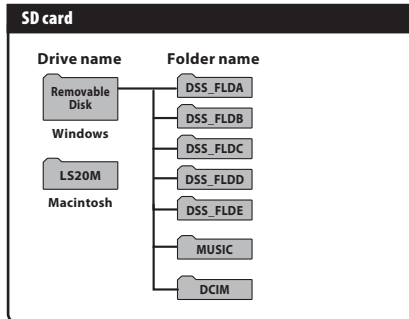 SD card
Drive name
Folder name
Removable
Disk
Windows
LS20M
Macintosh
DSS_FLDA
DSS_FLDB
DSS_FLDC
DSS_FLDD
DSS_FLDE
MUSIC
DCIM